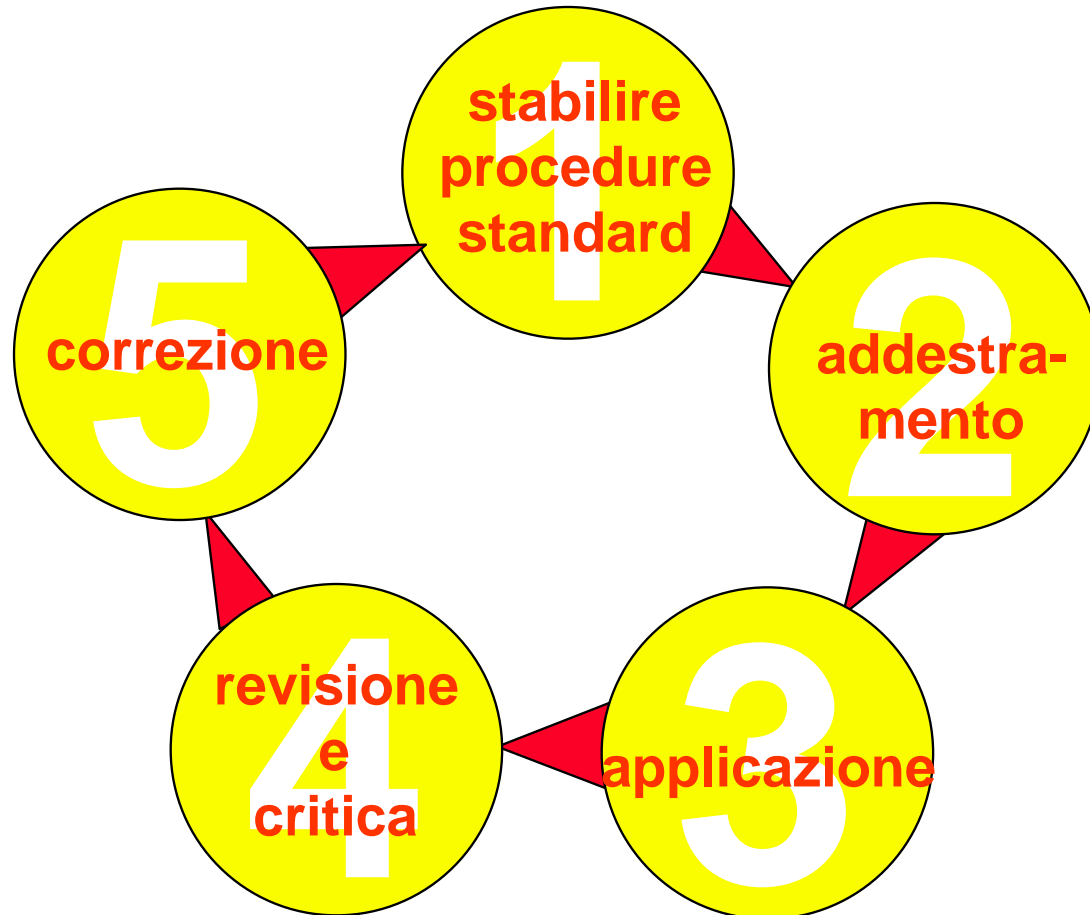 1
stabilire
procedure
standard
2
addestra-
mento
3
applicazione
4
revisione
e
critica
5
correzione